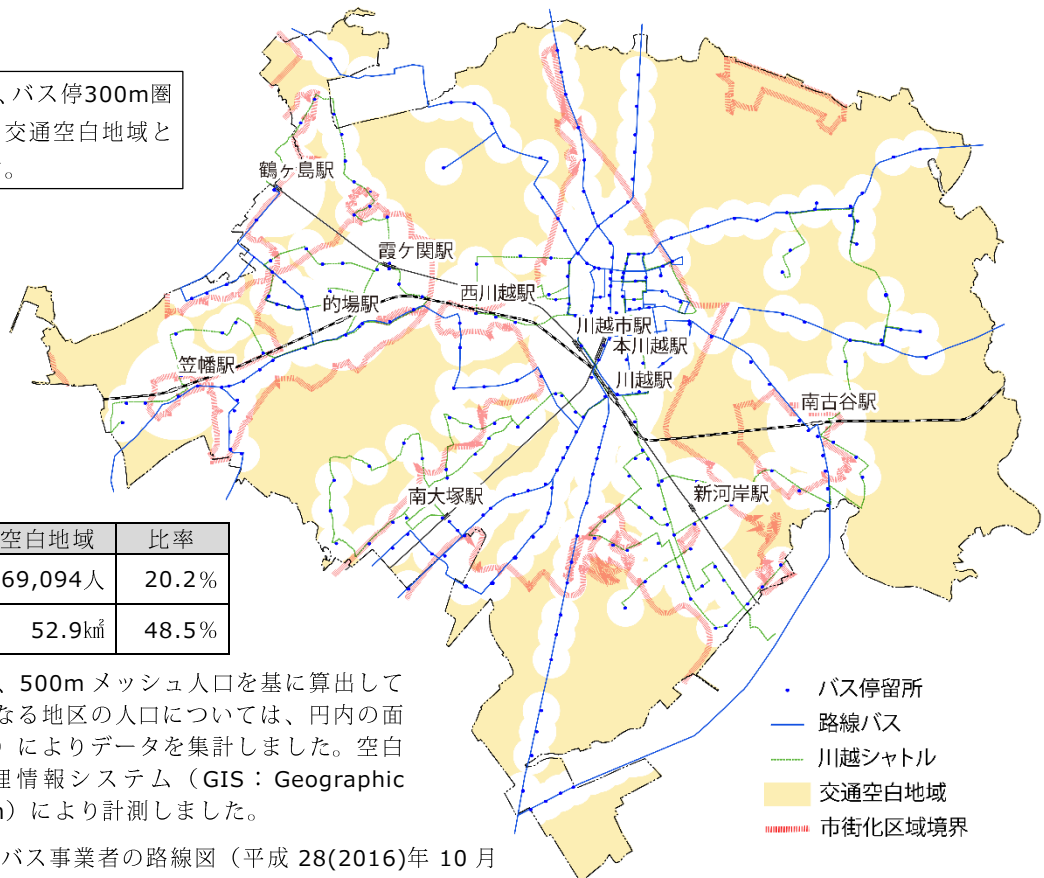 、バス停300m圏
交通空白地域と
。
鶴ヶ島駅
霞ケ関駅
的場駅
西川越駅
川越市駅
本川越駅
笠幡駅
川越駅
南古谷駅
南大塚駅
新河岸駅
空白地域 比率
69,094人 20.2%
52.9㎢ 48.5%
、500m メッシュ人口を基に算出して
なる地区の人口については、円内の面
）によりデータを集計しました。空白
理情報システム（GIS：Geographic
m）により計測しました。
バス事業者の路線図（平成 28(2016)年 10 月
バス停留所
路線バス
川越シャトル
交通空白地域
市街化区域境界